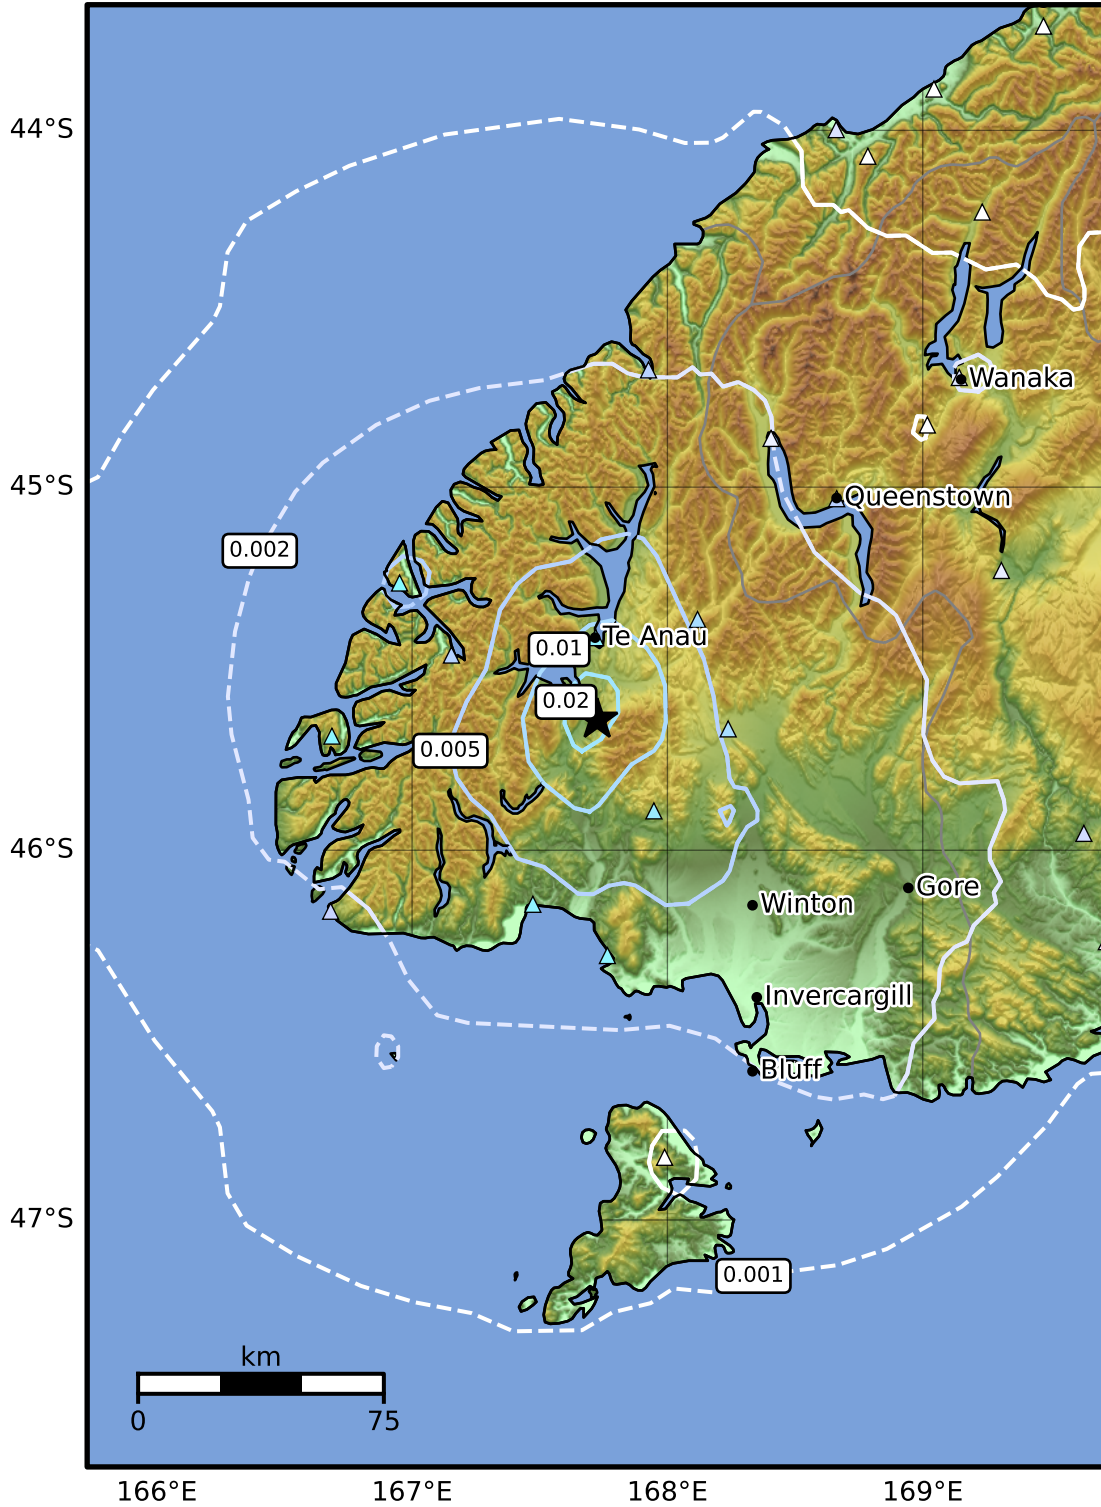 44°S
Wanaka
45°S
Queenstown
0.002
Te Anau
0.01
0.02
0.005
46°S
Gore
Winton
Invercargill
Bluff
47°S
0.001
km
0 75
166°E 167°E 168°E 169°E